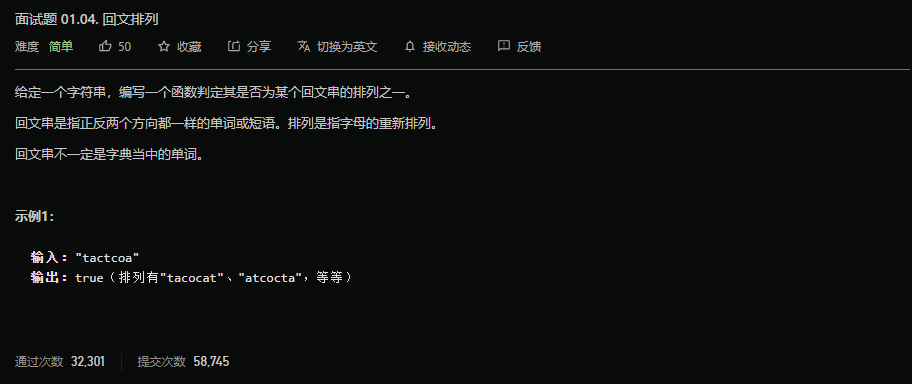 面试题 01.04. 回文排列
难度 简单 50 收藏 分享 切换为英文 接收动态 反馈
给定一个字符串，编写一个函数判定其是否为某个回文串的排列之一。
回文串是指正反两个方向都一样的单词或短语。排列是指字母的重新排列。
回文串不一定是字典当中的单词。
示例1：
输入："tactcoa"
输出：true（排列有"tacocat"、"atcocta"，等等）
通过次数 32,301 提交次数 58,745